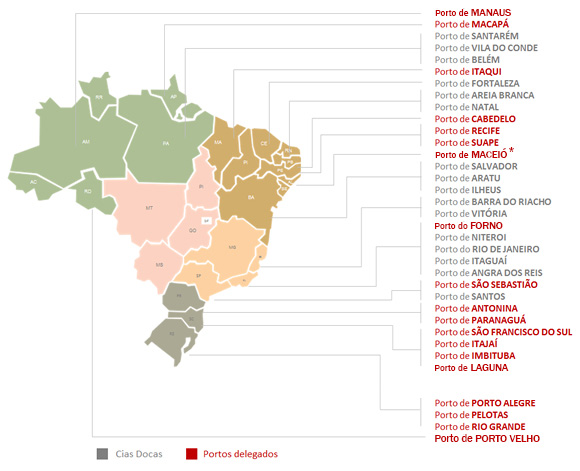 Porto de MANAUS
Porto de MACAPÁ
Porto de SANTARÉM
Porto de VILA DO CONDE
Porto de BELÉM
Porto de ITAQUI
Porto de FORTALEZA
Porto de AREIA BRANCA
Porto de NATAL
Porto de CABEDELO
Porto de RECIFE
Porto de SUAPE
Porto de MACEIÓ *
Porto de SALVADOR
Porto de ARATU
Porto de ILHEUS
Porto de BARRA DO RIACHO
Porto de VITÓRIA
Porto do FORNO
Porto de NITEROI
Porto de RIO DE JANEIRO
Porto de ITAGUAÍ
Porto de ANGRA DOS REIS
Porto de SÃO SEBASTIÃO
Porto de SANTOS
Porto de ANTONINA
Porto de PARANAGUÁ
Porto de SÃO FRANCISCO DO SUL
Porto de ITAJAÍ
Porto de IMBITUBA
Porto de LAGUNA
Porto de PORTO ALEGRE
Porto de PELOTAS
Porto de RIO GRANDE
Porto de PORTO VELHO
RR
AP
AM
PA
MA
CE
RN
PB
PI
PE
AC
RO
BA
MT
GO
DF
MG
MS
SP
PR
SC
RS
Cias Docas
Portos delegados